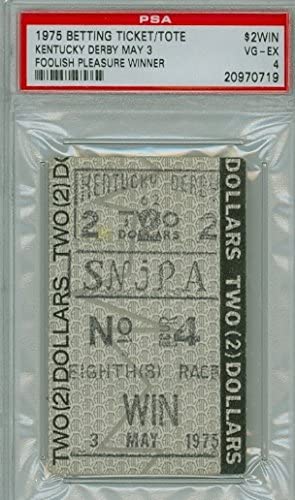 PSA
1975 BETTING TICKET/TOTE $2WIN
KENTUCKY DERBY MAY 3 VG-EX
FOOLISH PLEASURE WINNER 4
20970719
KENTUCKY DERBY
2 TWO 2
DOLLARS
SNjPA
No 4
EIGHTH(8) RACE
WIN
3 MAY 1975
TWO (2) DOLLARS TWO (2) DO
DOLLARS TWO (2) DOLLARS